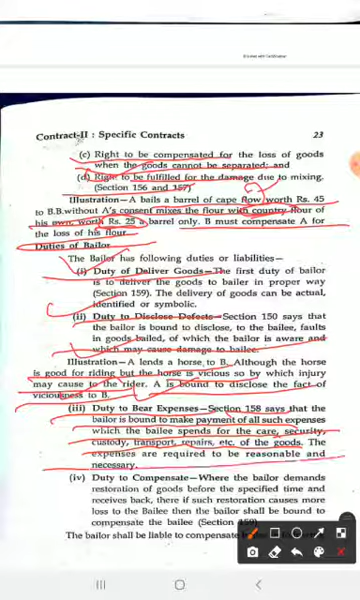 Contract-II : Specific Contracts 23
(c) Right to be compensated for the loss of goods
when the goods cannot be separated; and
(d) Right to be fulfilled for the damage due to mixing.
(Section 156 and 157)
Illustration—A bails a barrel of cape flow worth Rs. 45
to B.B.without A's consent mixes the flour with country flour of
his own, worth Rs. 25 a barrel only. B must compensate A for
the loss of his flour.
Duties of Bailor
The Bailor has following duties or liabilities—
(i) Duty of Deliver Goods—The first duty of bailor
is to deliver the goods to bailer in proper way
(Section 159). The delivery of goods can be actual,
identified or symbolic.
(ii) Duty to Disclose Defects—Section 150 says that
the bailor is bound to disclose, to the bailee, faults
in goods bailed, of which the bailor is aware and
which may cause damage to bailee.
Illustration—A lends a horse to B. Although the horse
is good for riding but the horse is vicious so by which injury
may cause to the rider. A is bound to disclose the fact of
viciousness to B.
(iii) Duty to Bear Expenses—Section 158 says that the
bailor is bound to make payment of all such expenses
which the bailee spends for the care, security,
custody, transport, repairs, etc. of the goods. The
expenses are required to be reasonable and
necessary.
(iv) Duty to Compensate—Where the bailor demands
restoration of goods before the specified time and
receives back, there if such restoration causes more
loss to the Bailee then the bailor shall be bound to
compensate the bailee (Section
The bailor shall be liable to compensate